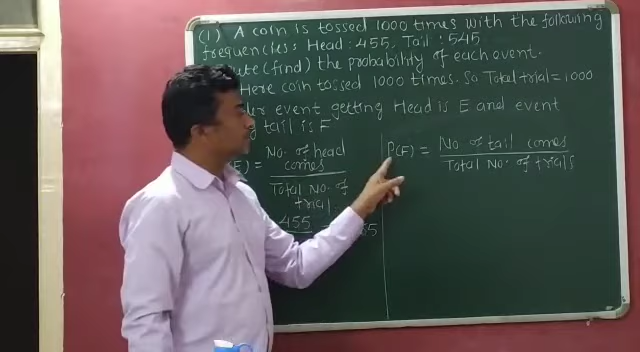 (1) A coin is tossed 1000 times with the following
frequencies: Head: 455, Tail: 545
(find) the probability of each event.
Here coin tossed 1000 times. So Total trial = 1000
event getting Head is E and event
tail is F
No. of head
comes
Total No. of
trial
455
P(F) = No of tail comes
Total No. of trials